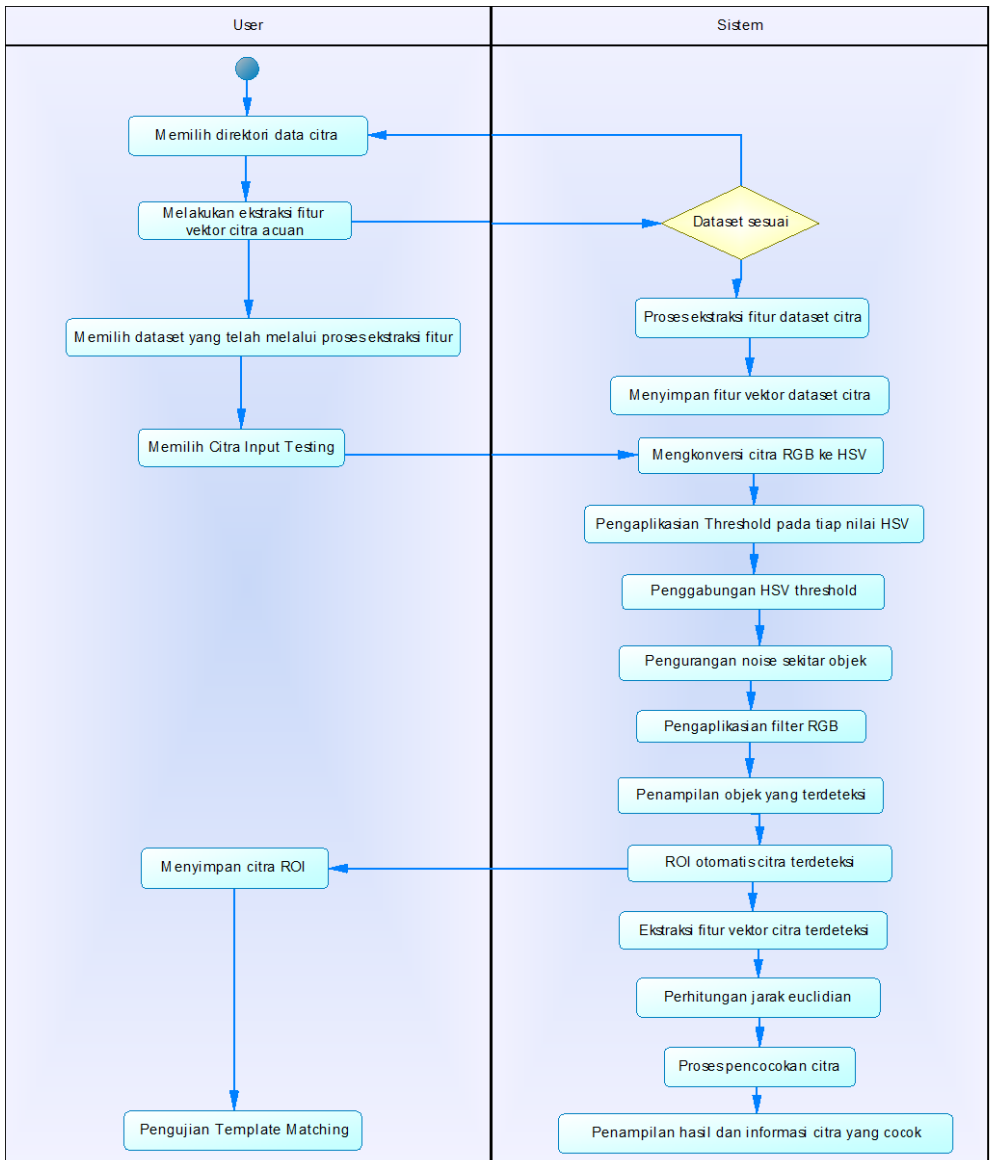 User
Sistem
Memilih direktori data citra
Melakukan ekstraksi fitur
vektor citra acuan
Dataset sesuai
Proses ekstraksi fitur dataset citra
Memilih dataset yang telah melalui proses ekstraksi fitur
Menyimpan fitur vektor dataset citra
Memilih Citra Input Testing
Mengkonversi citra RGB ke HSV
Pengaplikasian Threshold pada tiap nilai HSV
Penggabungan HSV threshold
Pengurangan noise sekitar objek
Pengaplikasian filter RGB
Penampilan objek yang terdeteksi
ROI otomatis citra terdeteksi
Menyimpan citra ROI
Ekstraksi fitur vektor citra terdeteksi
Perhitungan jarak euclidian
Proses pencocokan citra
Pengujian Template Matching
Penampilan hasil dan informasi citra yang cocok